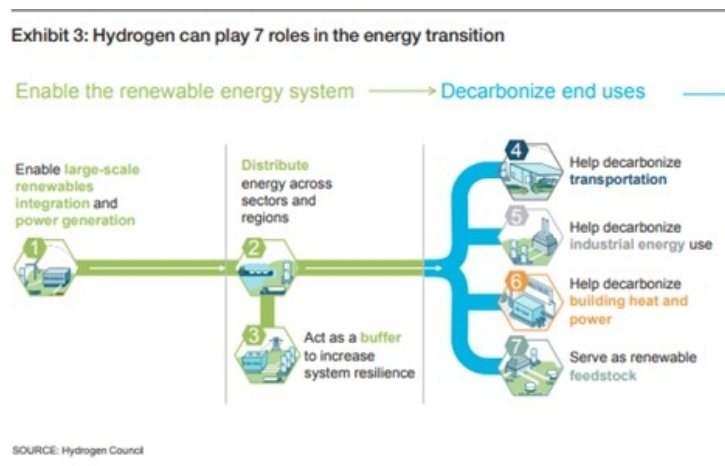 Exhibit 3: Hydrogen can play 7 roles in the energy transition
Enable the renewable energy system
Decarbonize end uses
Enable large-scale
renewables
integration and
power generation
1
Distribute
energy across
sectors and
regions
2
3
Act as a buffer
to increase
system resilience
4
Help decarbonize
transportation
5
Help decarbonize
industrial energy use
6
Help decarbonize
building heat and
power
7
Serve as renewable
feedstock
SOURCE: Hydrogen Council